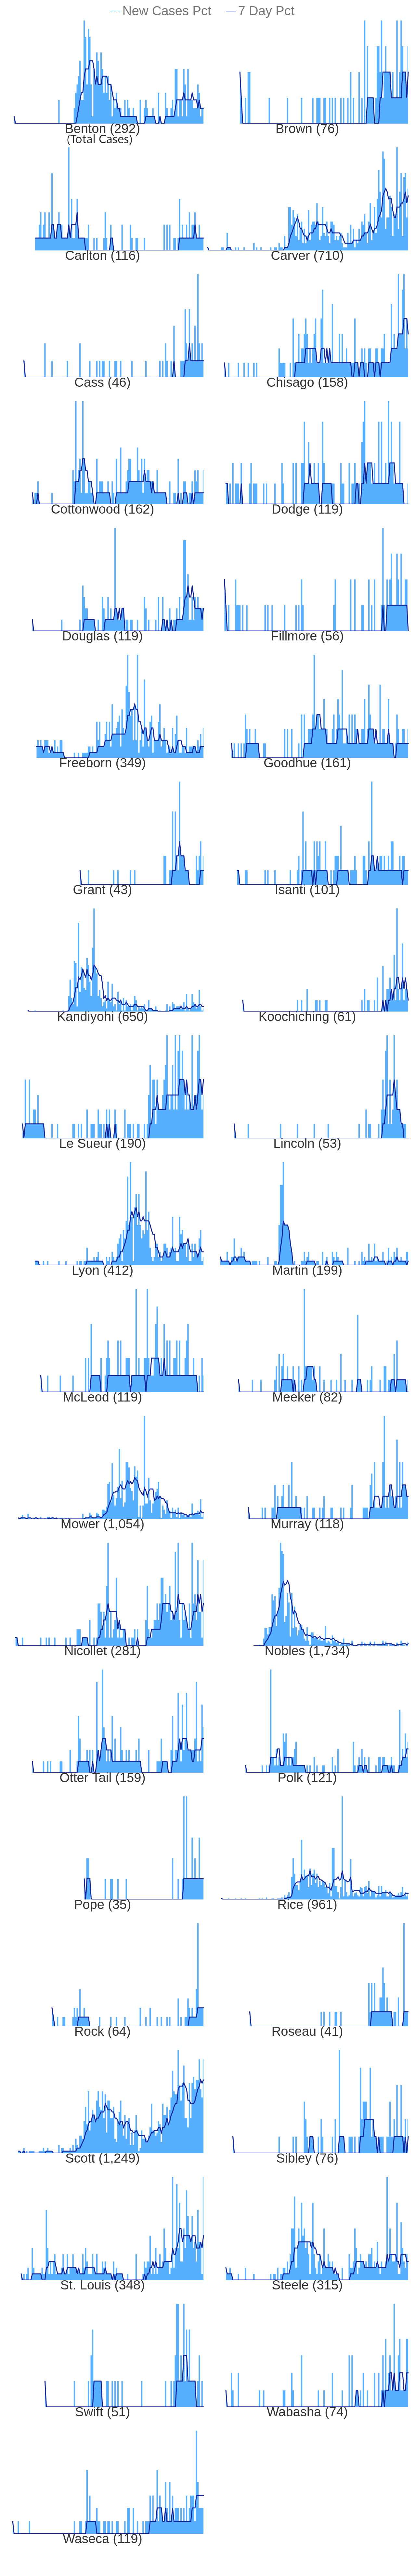 New Cases Pct 7 Day Pct
Benton (292) Brown (76)
(Total Cases)
Carlton (116) Carver (710)
Cass (46) Chisago (158)
Cottonwood (162) Dodge (119)
Douglas (119) Fillmore (56)
Freeborn (349) Goodhue (161)
Grant (43) Isanti (101)
Kandiyohi (650) Koochiching (61)
Le Sueur (190) Lincoln (53)
Lyon (412) Martin (199)
McLeod (119) Meeker (82)
Mower (1,054) Murray (118)
Nicollet (281) Nobles (1,734)
Otter Tail (159) Polk (121)
Pope (35) Rice (961)
Rock (64) Roseau (41)
Scott (1,249) Sibley (76)
St. Louis (348) Steele (315)
Swift (51) Wabasha (74)
Waseca (119)